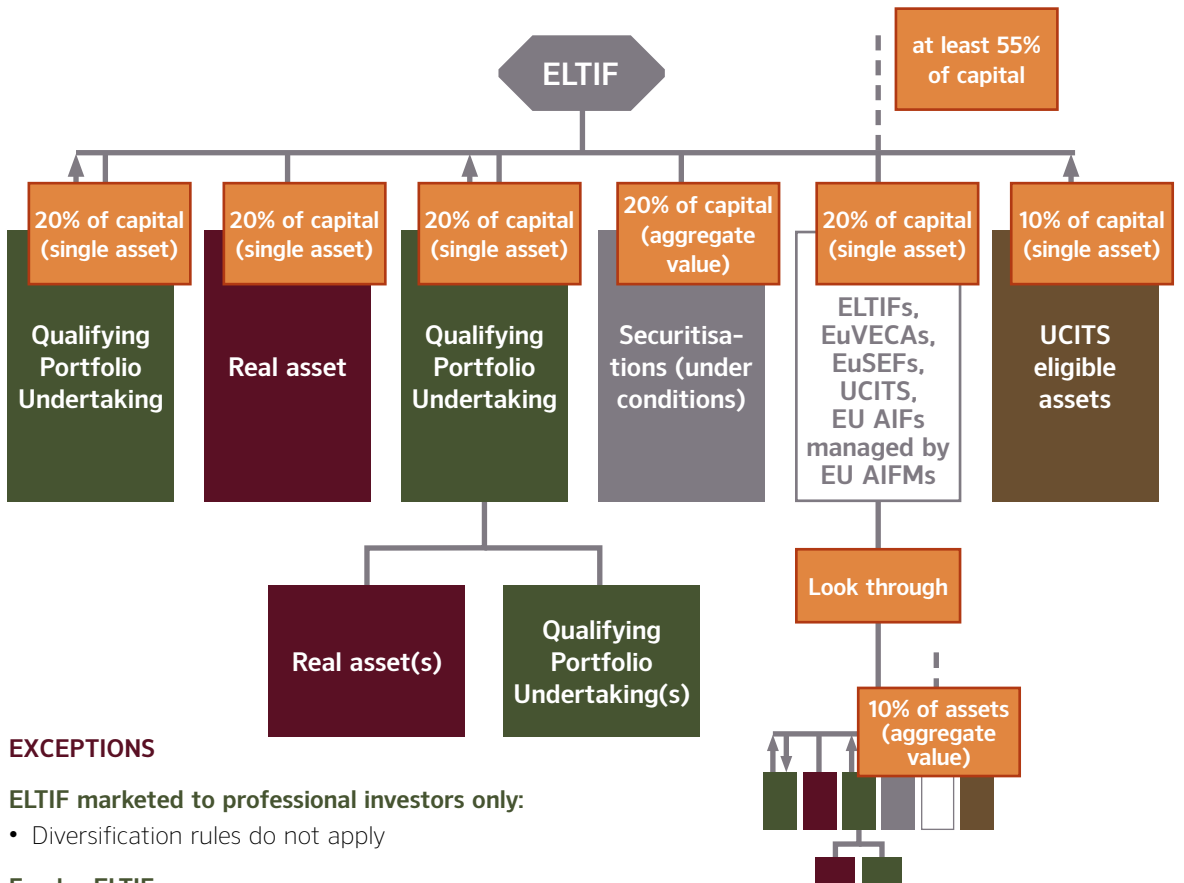 ELTIF
at least 55%
of capital
20% of capital
(single asset)
20% of capital
(single asset)
20% of capital
(single asset)
20% of capital
(aggregate
value)
20% of capital
(single asset)
10% of capital
(single asset)
Qualifying
Portfolio
Undertaking
Real asset
Qualifying
Portfolio
Undertaking
Securitisa-
tions (under
conditions)
ELTIFs,
EuVECAs,
EuSEFs,
UCITS,
EU AIFs
managed by
EU AIFMs
UCITS
eligible
assets
Look through
Real asset(s)
Qualifying
Portfolio
Undertaking(s)
10% of assets
(aggregate
value)
EXCEPTIONS
ELTIF marketed to professional investors only:
• Diversification rules do not apply